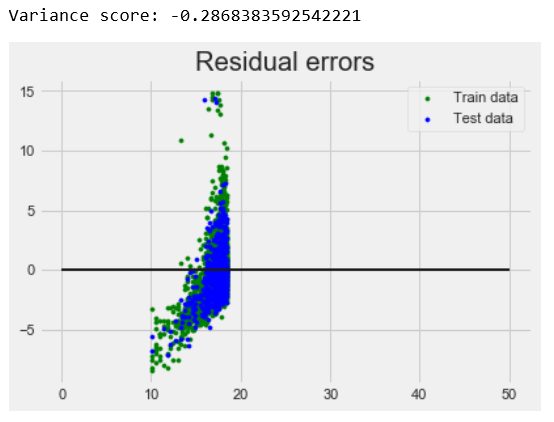 Variance score: -0.2868383592542221
Residual errors
Train data
Test data
15
10
5
0
−5
0 10 20 30 40 50